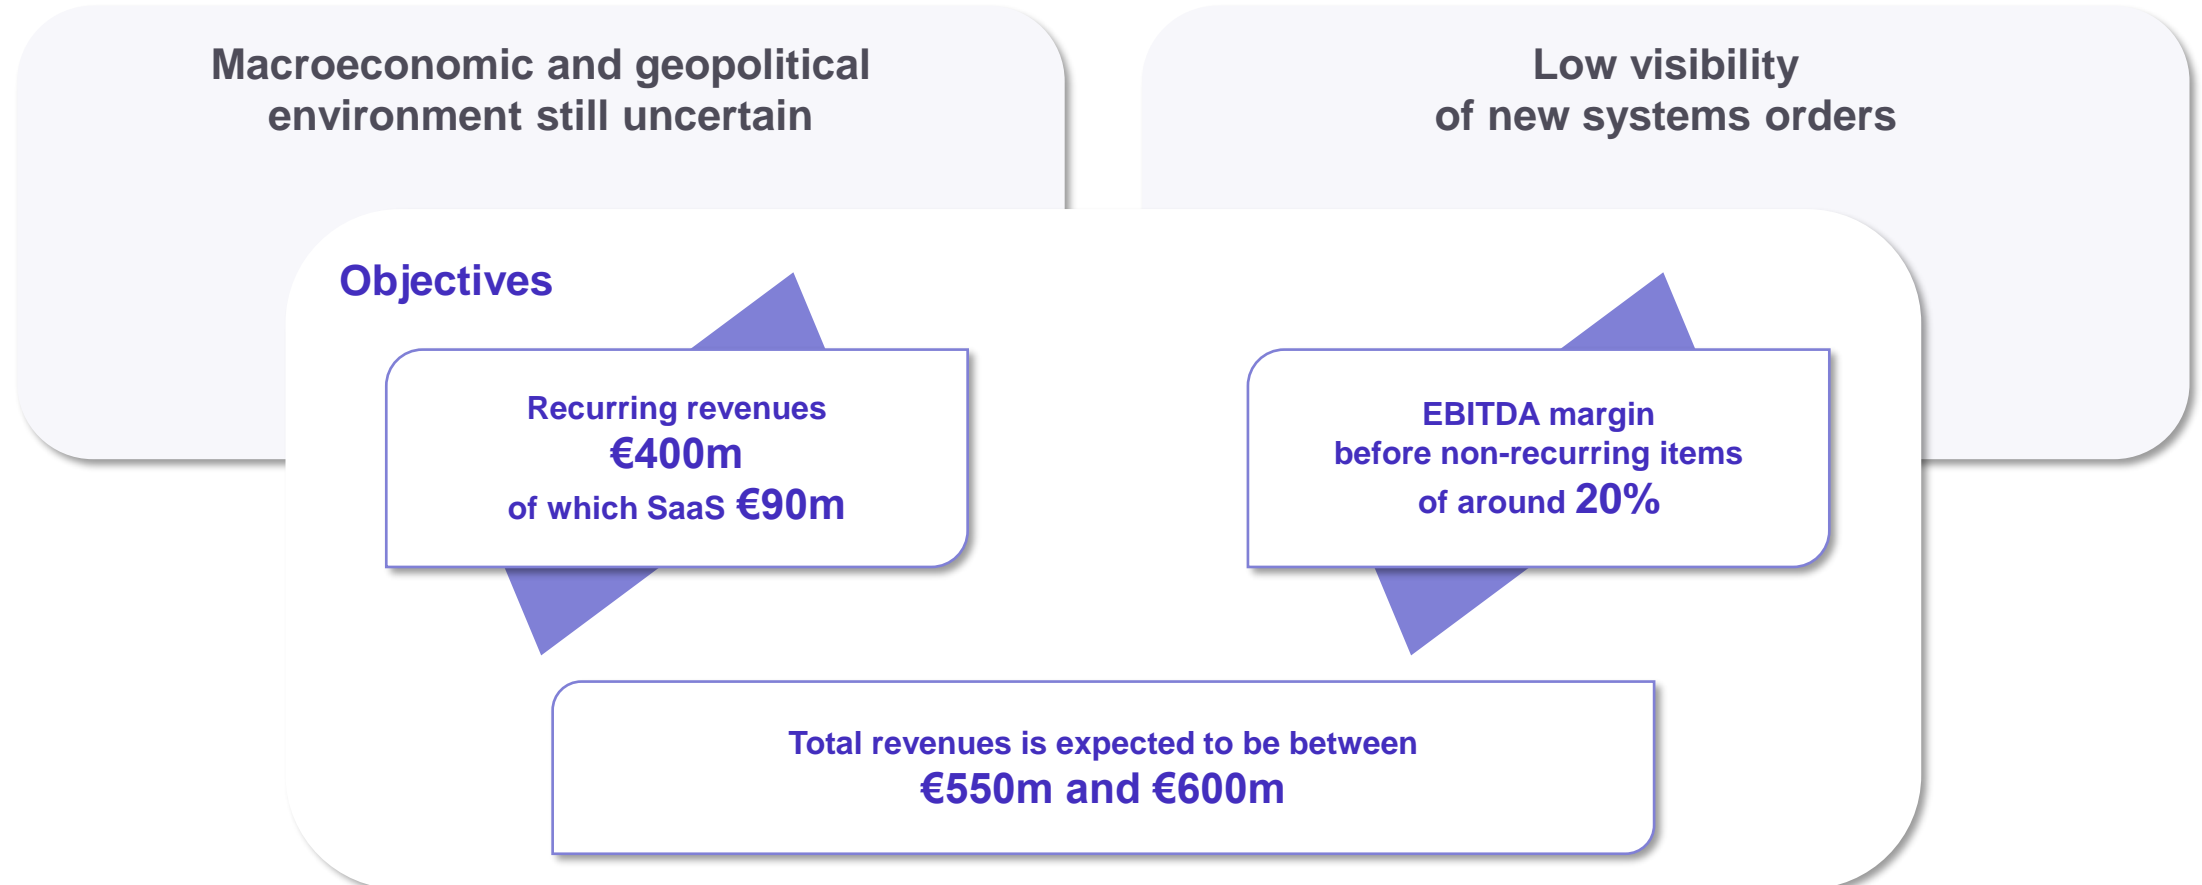 Macroeconomic and geopolitical
environment still uncertain
Low visibility
of new systems orders
Objectives
Recurring revenues
€400m
of which SaaS €90m
EBITDA margin
before non-recurring items
of around 20%
Total revenues is expected to be between
€550m and €600m